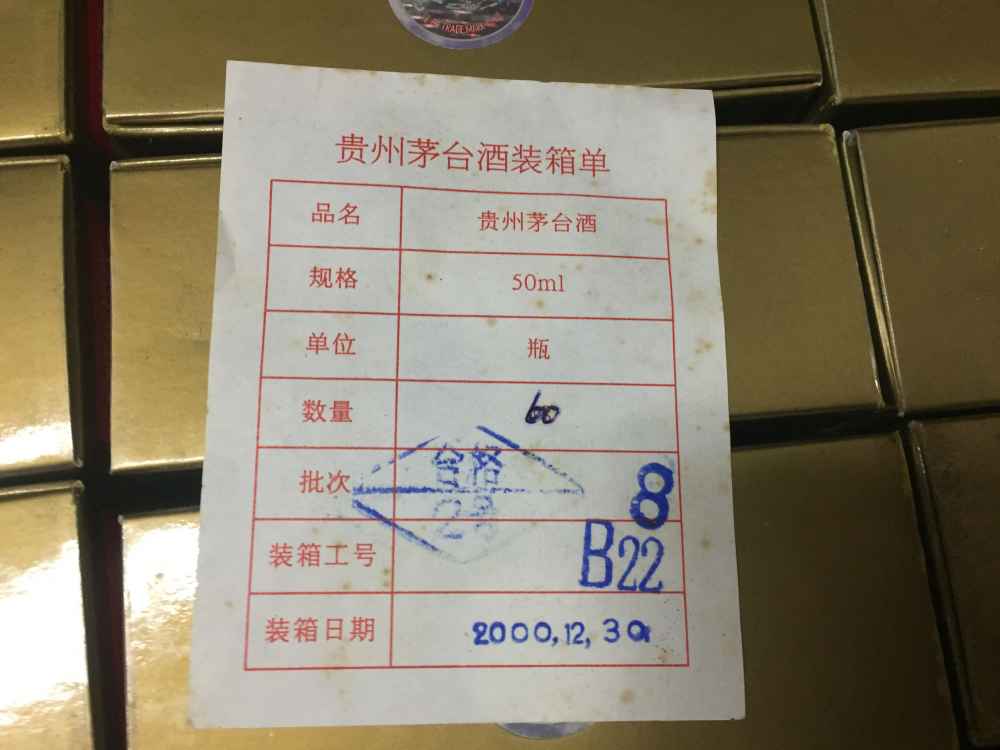 TRADEMARK
贵州茅台酒装箱单
品名 贵州茅台酒
规格 50ml
单位 瓶
数量 60
合格
批次 8
装箱工号 B22
装箱日期 2000,12,30